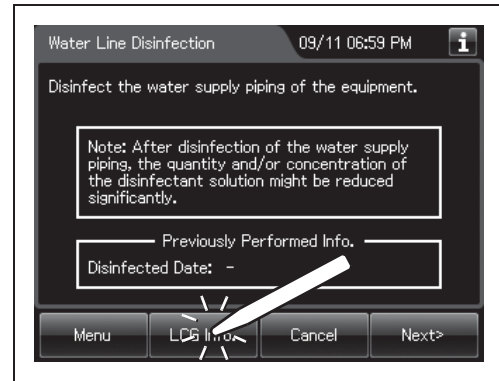 Water Line Disinfection 09/11 06:59 PM i
Disinfect the water supply piping of the equipment.
Note: After disinfection of the water supply
piping, the quantity and/or concentration of
the disinfectant solution might be reduced
significantly.
Previously Performed Info.
Disinfected Date: -
Menu LCG Info. Cancel Next>